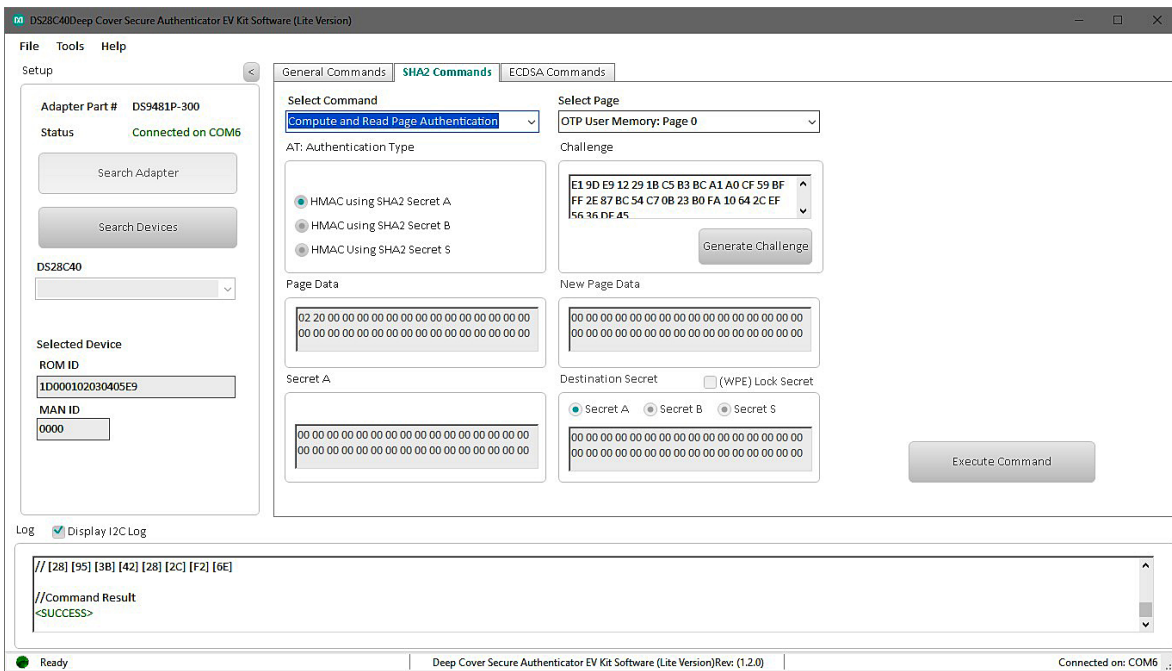 DS28C40Deep Cover Secure Authenticator EV Kit Software (Lite Version)
File Tools Help
Setup
<
Adapter Part # DS9481P-300
Status Connected on COM6
Search Adapter
Search Devices
DS28C40
Selected Device
ROM ID
1D000102030405E9
MAN ID
0000
General Commands SHA2 Commands ECDSA Commands
Select Command
Compute and Read Page Authentication
Select Page
OTP User Memory: Page 0
AT: Authentication Type
HMAC using SHA2 Secret A
HMAC using SHA2 Secret B
HMAC Using SHA2 Secret S
Challenge
E1 9D E9 12 29 1B C5 B3 BC A1 A0 CF 59 BF
FF 2E 87 BC 54 C7 0B 23 B0 FA 10 64 2C EF
56 36 DF 45
Generate Challenge
Page Data
02 20 00 00 00 00 00 00 00 00 00 00 00 00 00 00
00 00 00 00 00 00 00 00 00 00 00 00 00 00 00 00
New Page Data
00 00 00 00 00 00 00 00 00 00 00 00 00 00 00 00
00 00 00 00 00 00 00 00 00 00 00 00 00 00 00 00
Secret A
00 00 00 00 00 00 00 00 00 00 00 00 00 00 00 00
00 00 00 00 00 00 00 00 00 00 00 00 00 00 00 00
Destination Secret (WPE) Lock Secret
Secret A Secret B Secret S
00 00 00 00 00 00 00 00 00 00 00 00 00 00 00 00
00 00 00 00 00 00 00 00 00 00 00 00 00 00 00 00
Execute Command
Log Display I2C Log
// [28] [95] [3B] [42] [28] [2C] [F2] [6E]
//Command Result
<SUCCESS>
Ready
Deep Cover Secure Authenticator EV Kit Software (Lite Version)Rev: (1.2.0)
Connected on: COM6